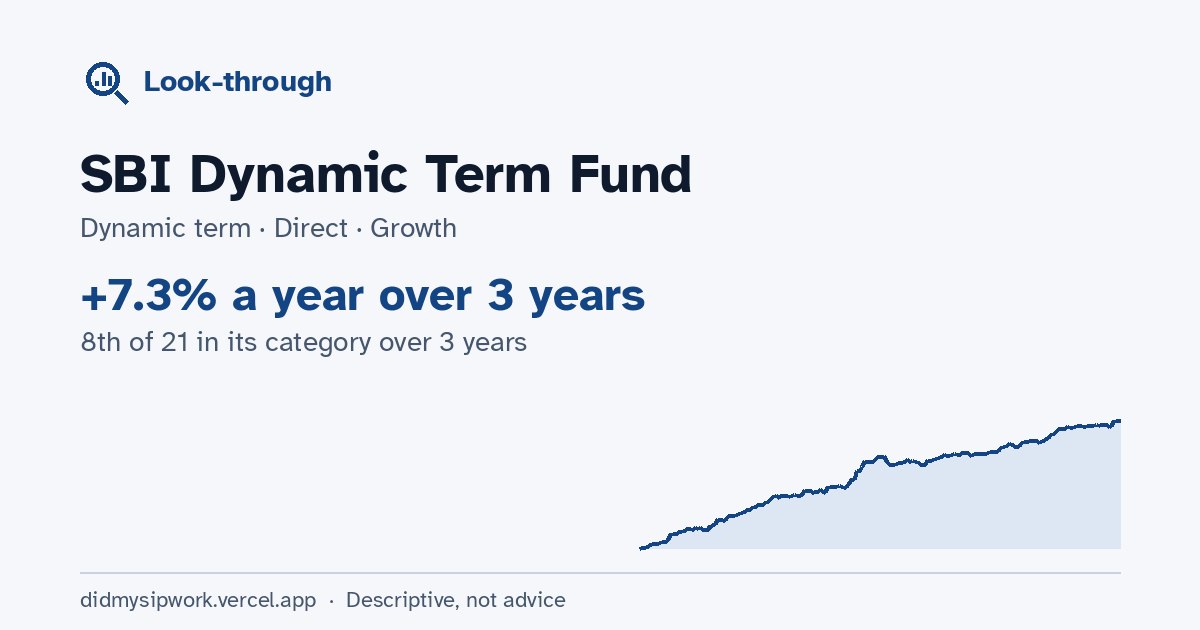 Look-through
SBI Dynamic Term Fund
Dynamic term · Direct · Growth
+7.3% a year over 3 years
8th of 21 in its category over 3 years
didmysipwork.vercel.app · Descriptive, not advice